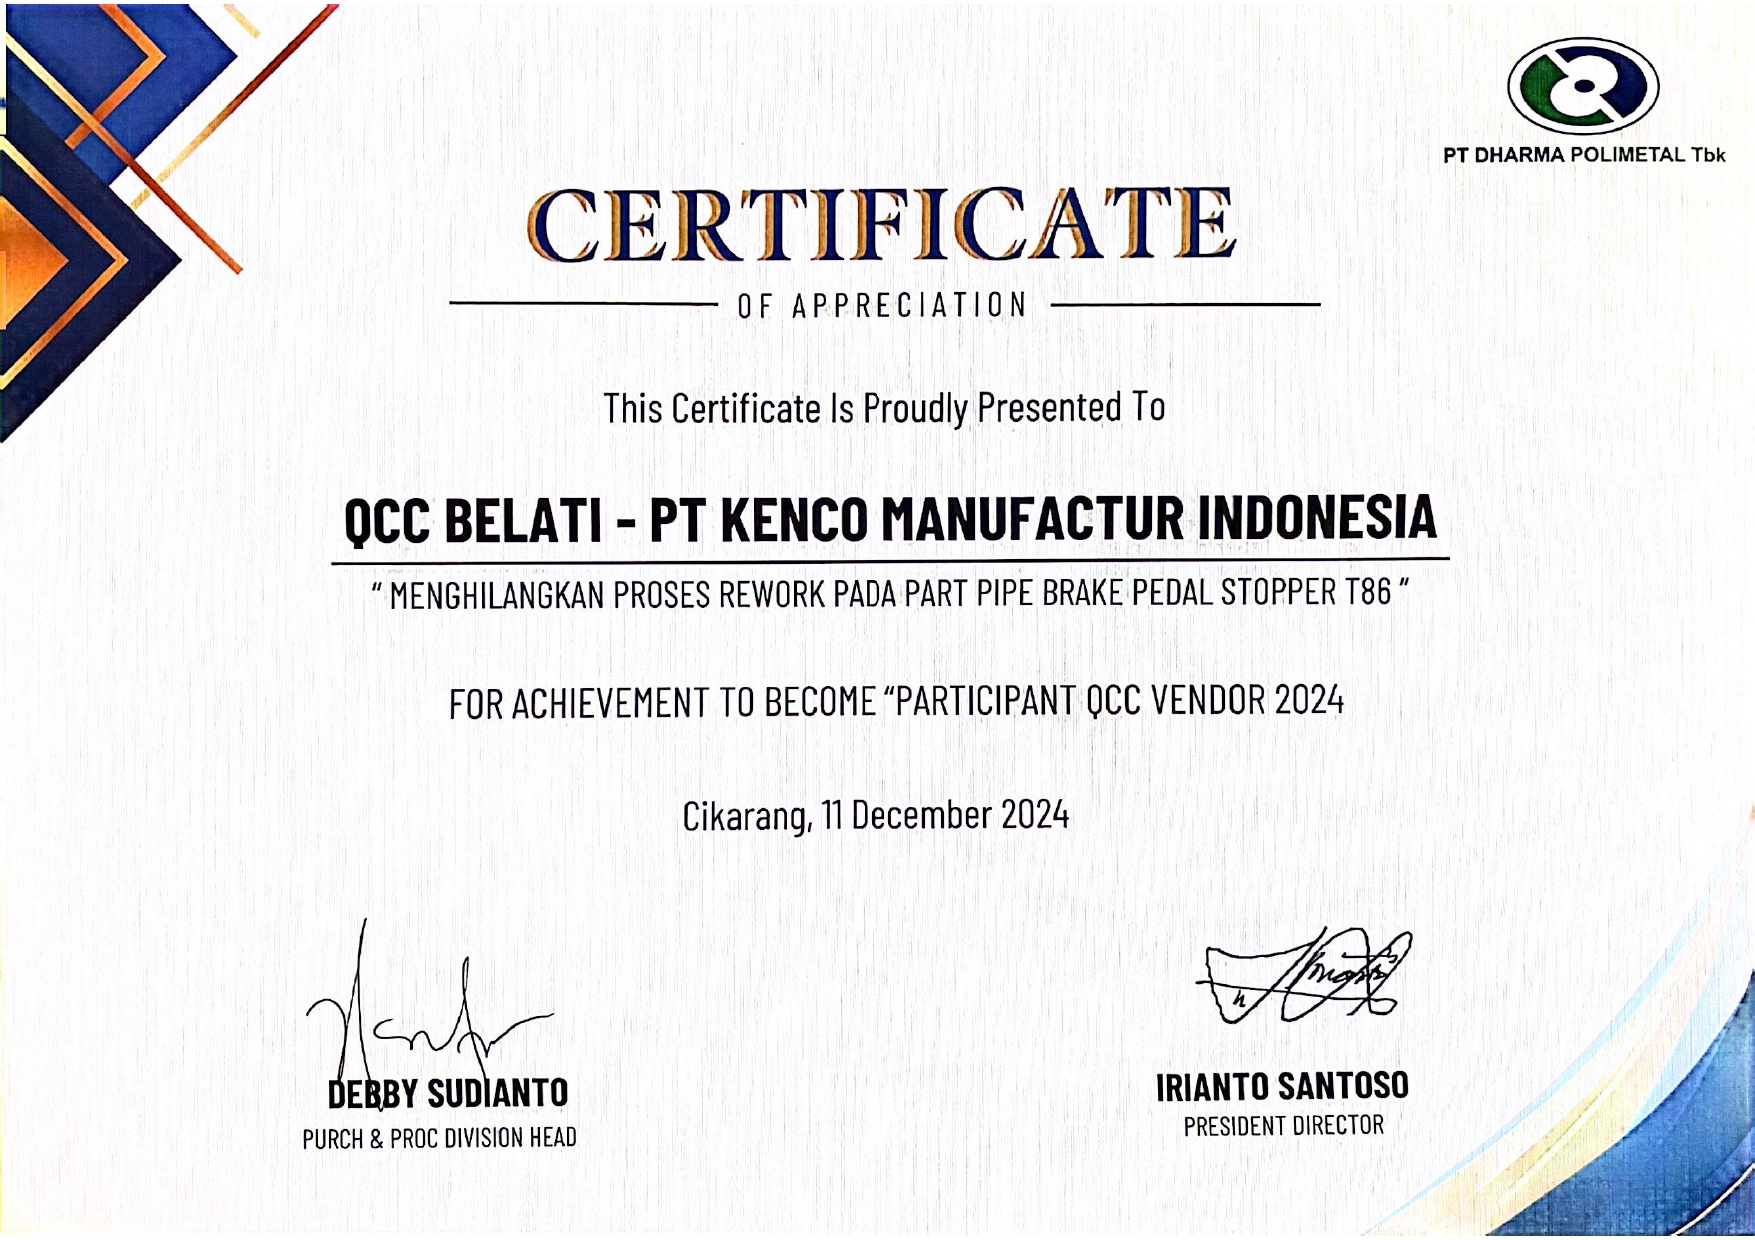 PT DHARMA POLIMETAL Tbk
CERTIFICATE
OF APPRECIATION
This Certificate Is Proudly Presented To
QCC BELATI - PT KENCO MANUFACTUR INDONESIA
“ MENGHILANGKAN PROSES REWORK PADA PART PIPE BRAKE PEDAL STOPPER T86 ”
FOR ACHIEVEMENT TO BECOME “PARTICIPANT QCC VENDOR 2024
Cikarang, 11 December 2024
DEBBY SUDIANTO
PURCH & PROC DIVISION HEAD
IRIANTO SANTOSO
PRESIDENT DIRECTOR